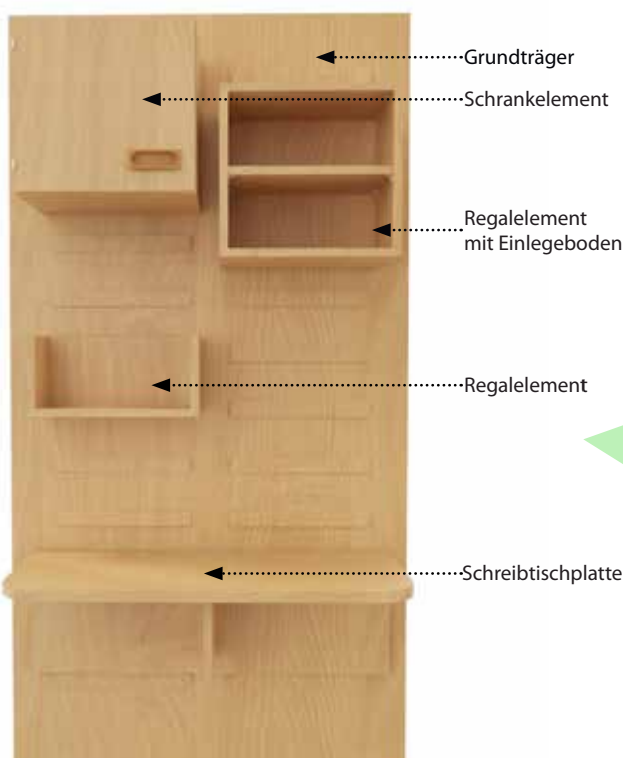 Grundträger
Schrankelement
Regalelement
mit Einlegeboden
Regalelement
Schreibtischplatte